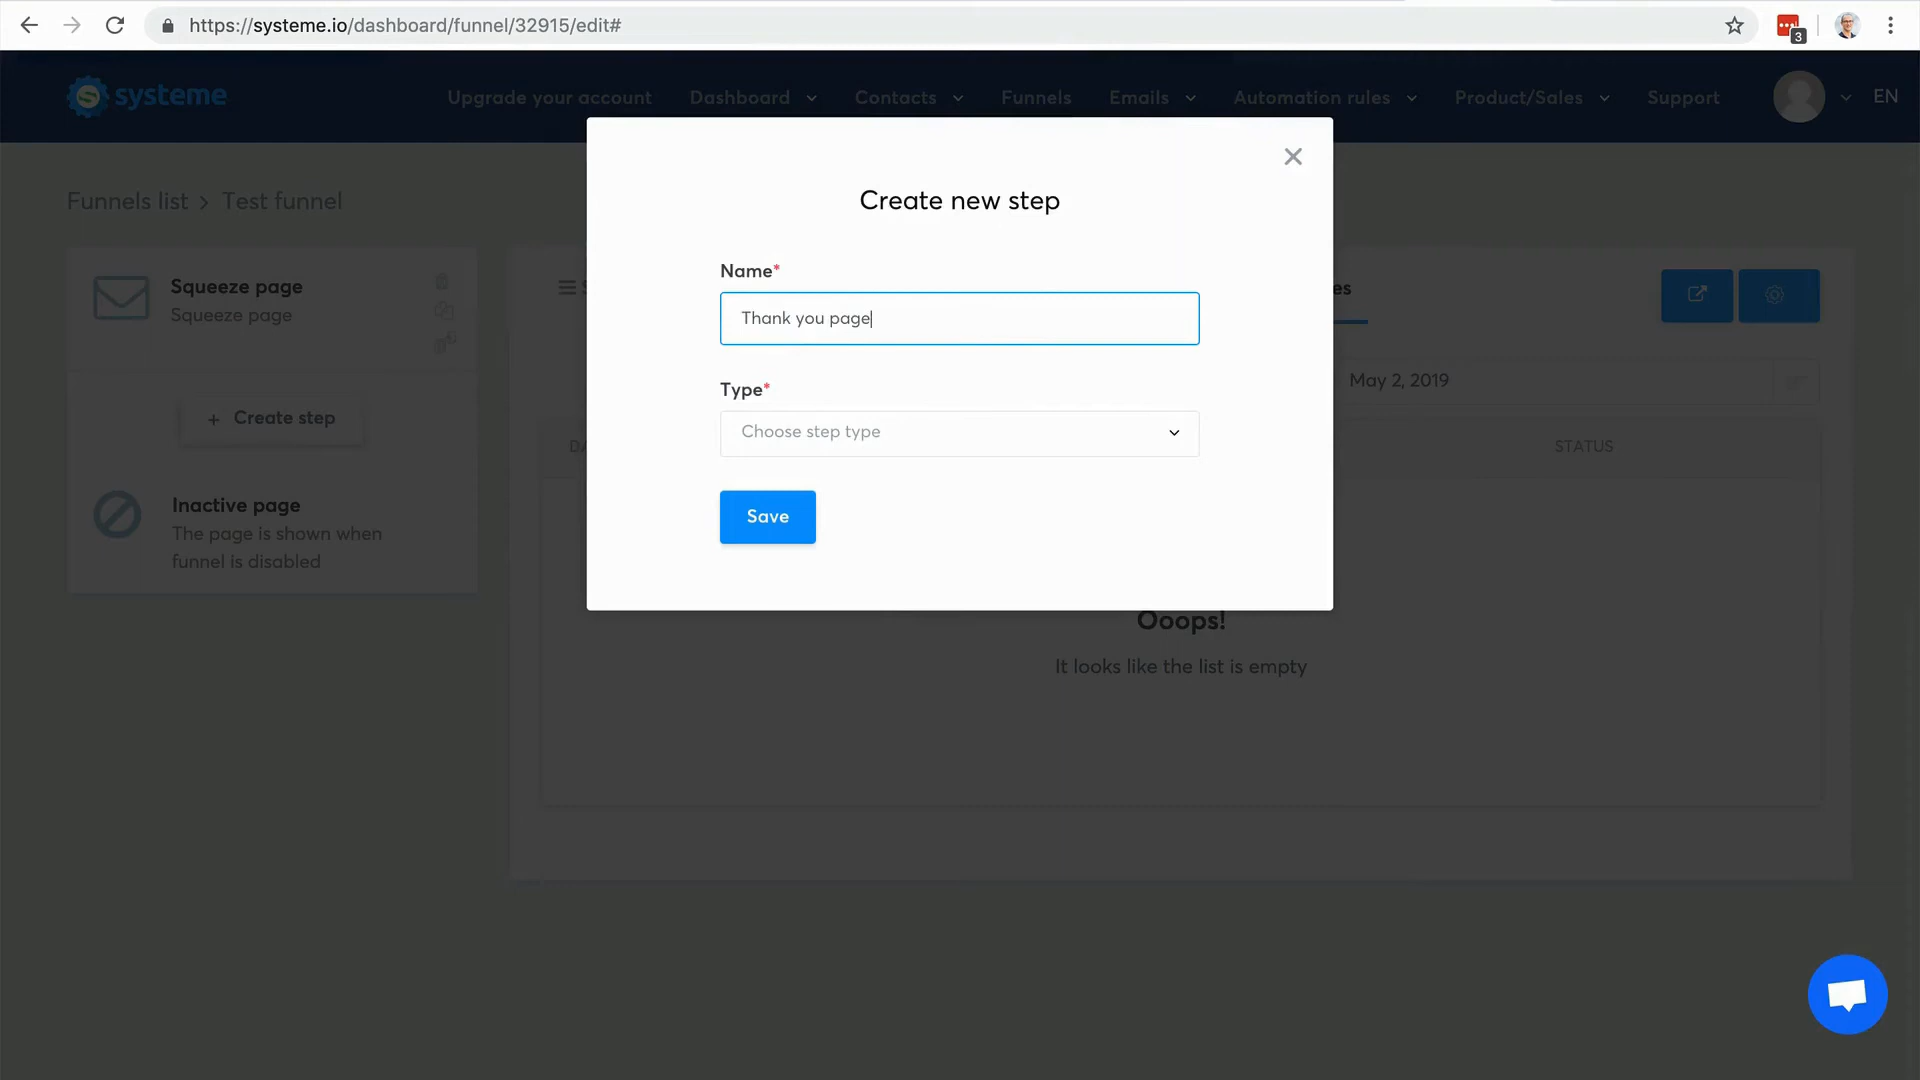 https://systeme.io/dashboard/funnel/32915/edit#
3
systeme
Upgrade your account
Dashboard
Contacts
Funnels
Emails
Automation rules
Product/Sales
Support
EN
Funnels list > Test funnel
Squeeze page
Squeeze page
+ Create step
Inactive page
The page is shown when
funnel is disabled
Create new step
Name*
Thank you page
Type*
Choose step type
Save
es
May 2, 2019
DA
STATUS
Ooops!
It looks like the list is empty